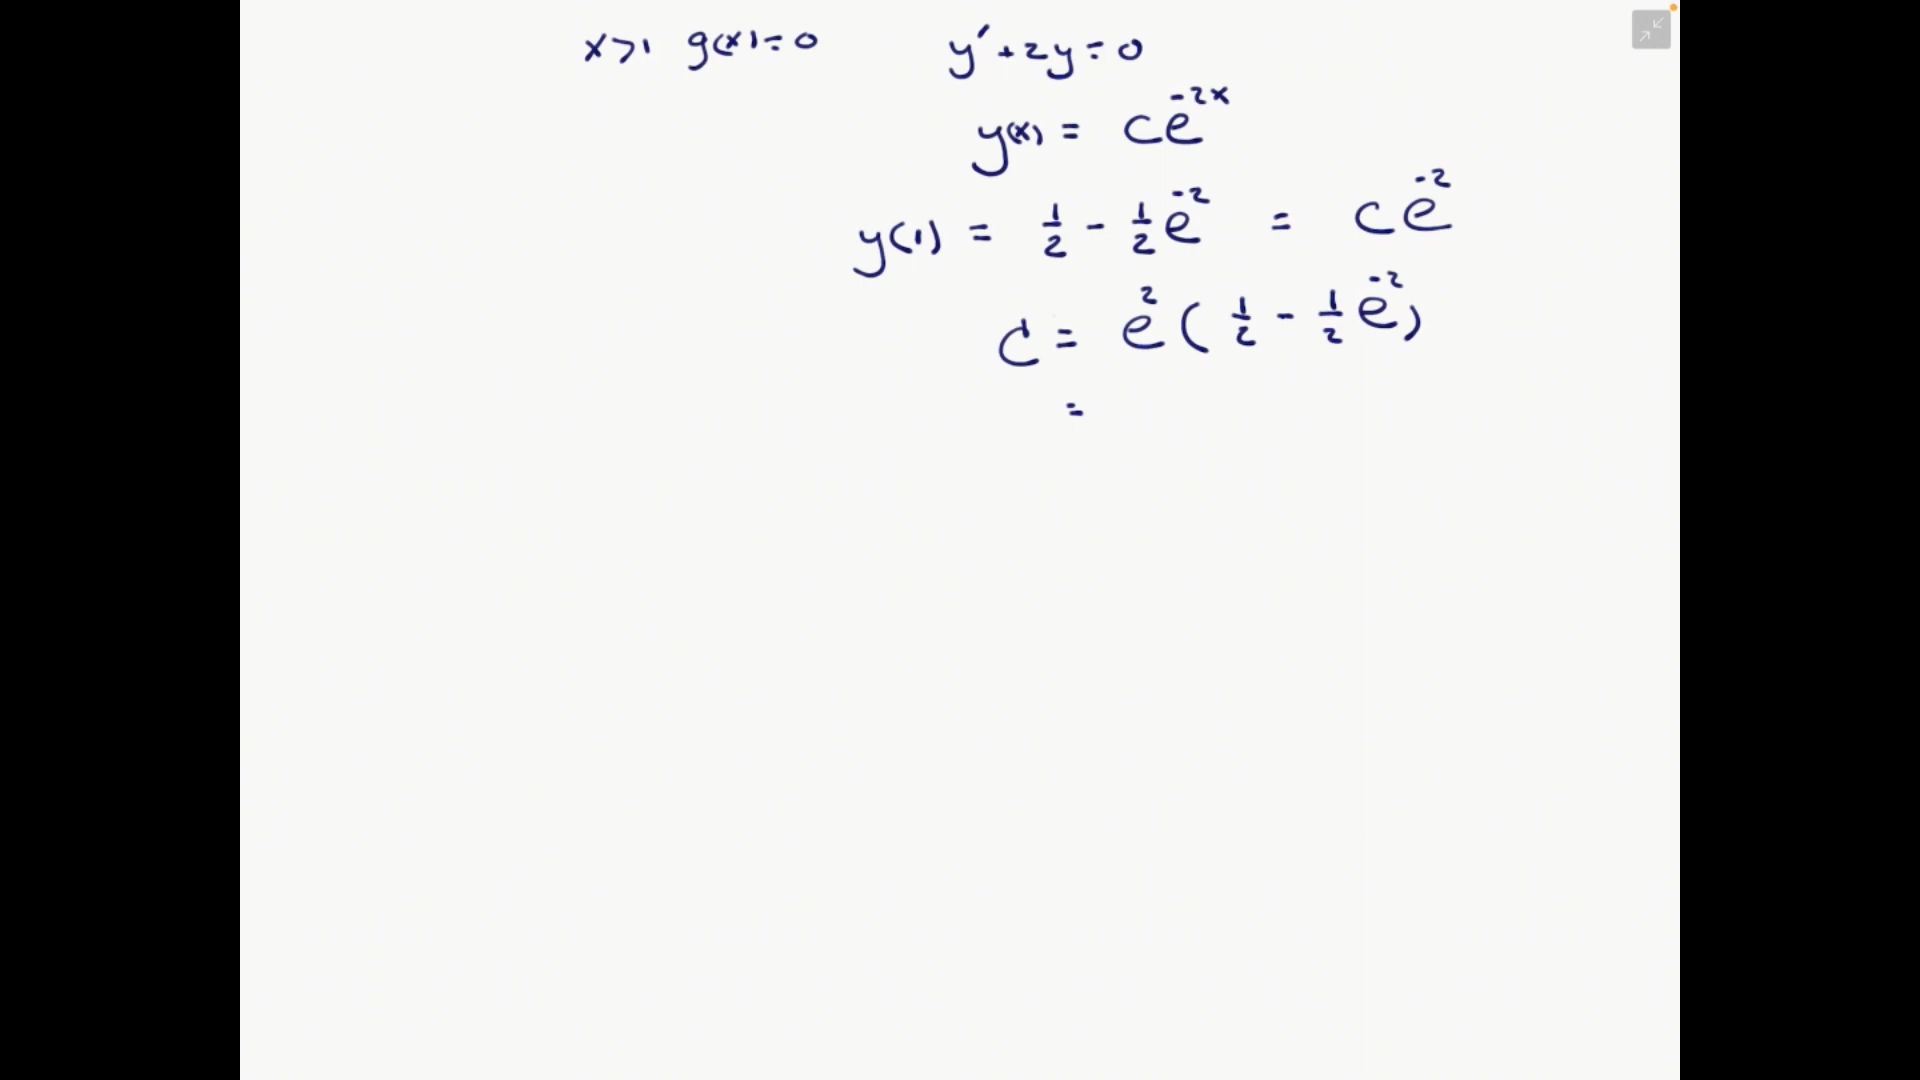 x>1 g(x)=0 y′+2y=0
y(x) = ce⁻²ˣ
y(1) = ½ - ½e⁻² = ce⁻²
c = e²(½ - ½e⁻²)
=